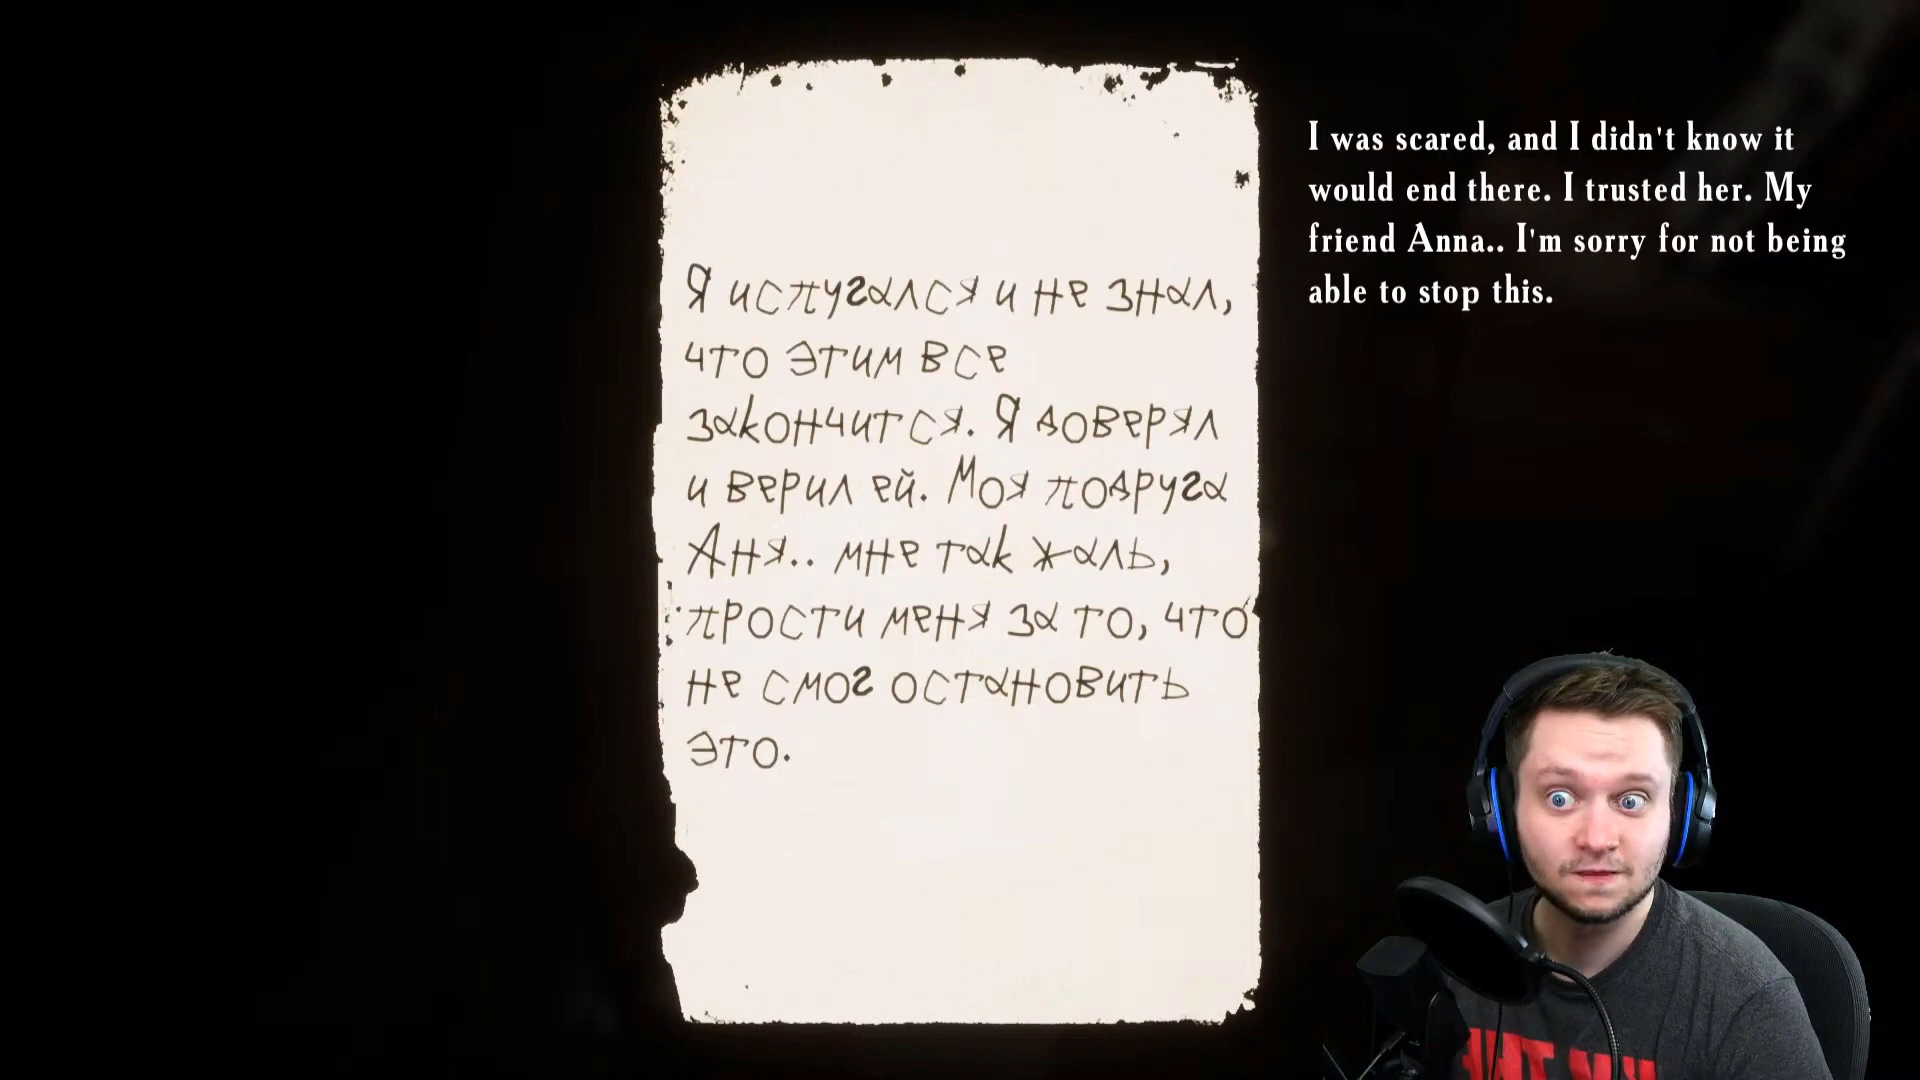 Я испугался и не знал,
что этим все
закончится. Я доверял
и верил ей. Моя подруга
Аня.. мне так жаль,
прости меня за то, что
не смог остановить
это.
I was scared, and I didn't know it
would end there. I trusted her. My
friend Anna.. I'm sorry for not being
able to stop this.